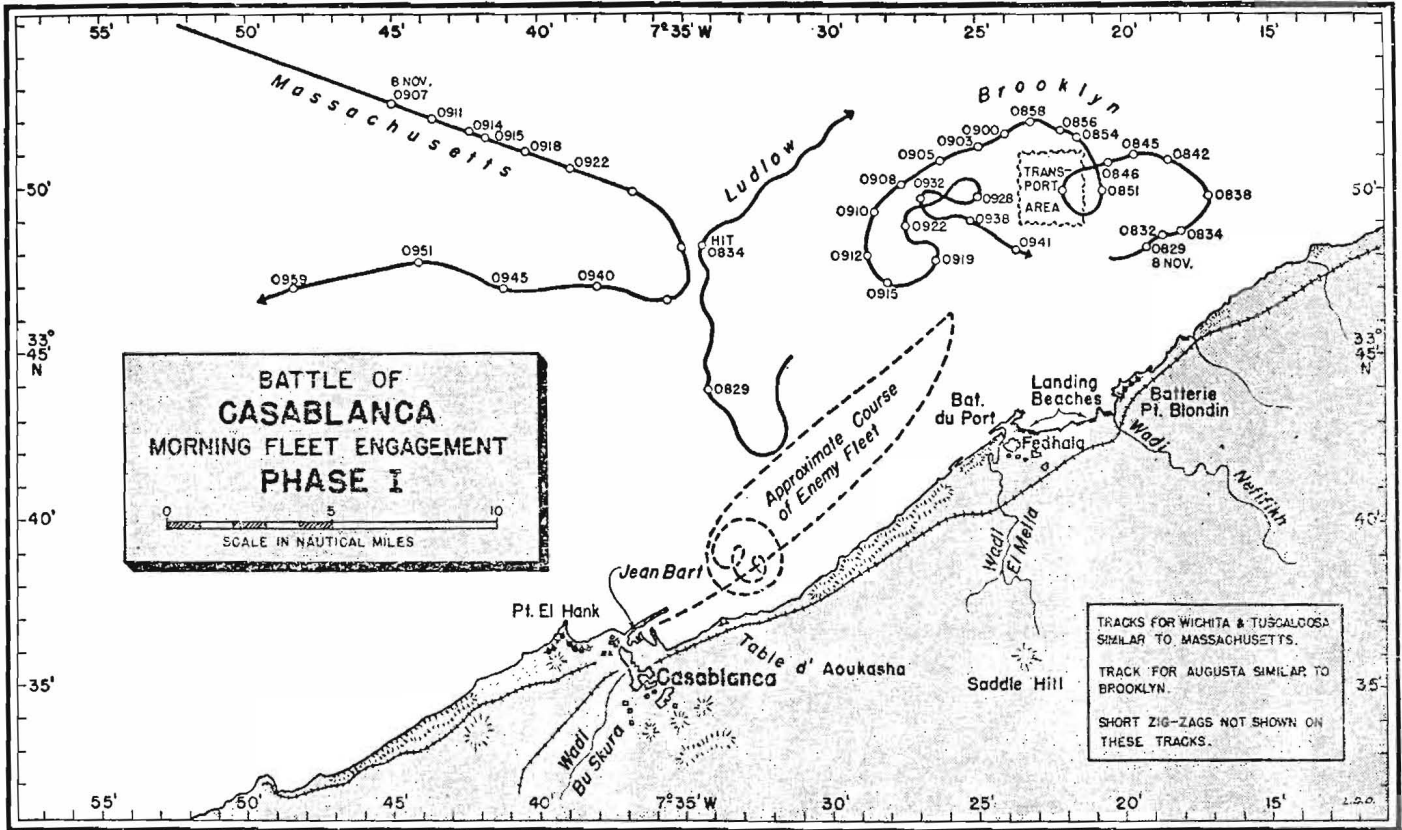 55' 50' 45' 40' 7° 35' W 30' 25' 20' 15'
8 NOV.
0907
0911
0914
0915
0918
0922
Massachusetts
0951
0959
0945
0940
Ludlow
HIT
0834
0829
Brooklyn
0858
0900
0903
0905
0908
0910
0912
0915
0919
0922
0932
0928
0938
0941
0856
0854
0845
0842
0846
0851
0838
0834
0832
0829
8 NOV.
TRANS-
PORT
AREA
50'
50'
33°
45'
N
33°
45'
N
40'
40'
35'
35'
BATTLE OF
CASABLANCA
MORNING FLEET ENGAGEMENT
PHASE I
0 5 10
SCALE IN NAUTICAL MILES
Approximate Course
of Enemy Fleet
Bat.
du Port
Landing
Beaches
Fedhala
Batterie
Pt. Blondin
Wadi
Nefifikh
Wadi
El Mella
Saddle Hill
Jean Bart
Pt. El Hank
Table d' Aoukasha
Casablanca
Wadi
Bu Skura
TRACKS FOR WICHITA & TUSCALOOSA
SIMILAR TO MASSACHUSETTS.
TRACK FOR AUGUSTA SIMILAR TO
BROOKLYN.
SHORT ZIG-ZAGS NOT SHOWN ON
THESE TRACKS.
55' 50' 45' 40' 7° 35' W 30' 25' 20' 15'